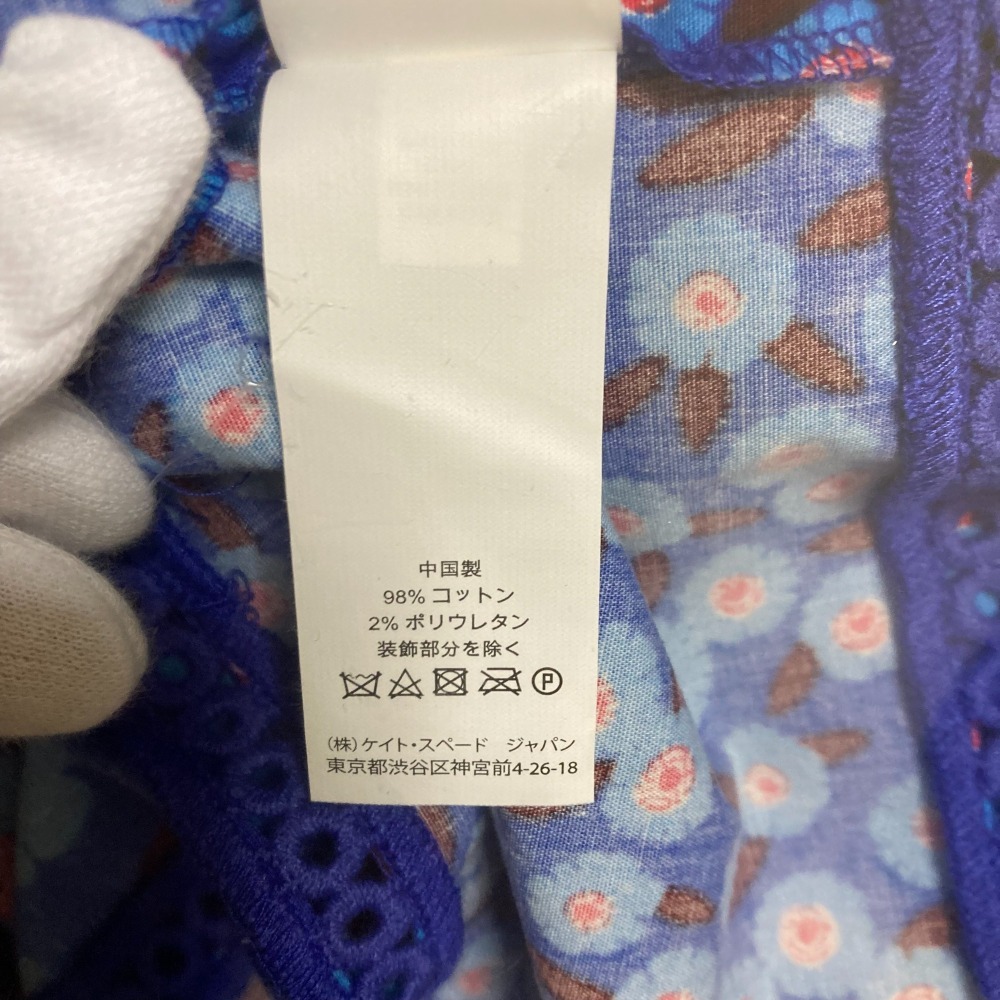 中国製
98% コットン
2% ポリウレタン
装飾部分を除く
P
(株)ケイト・スペード ジャパン
東京都渋谷区神宮前4-26-18